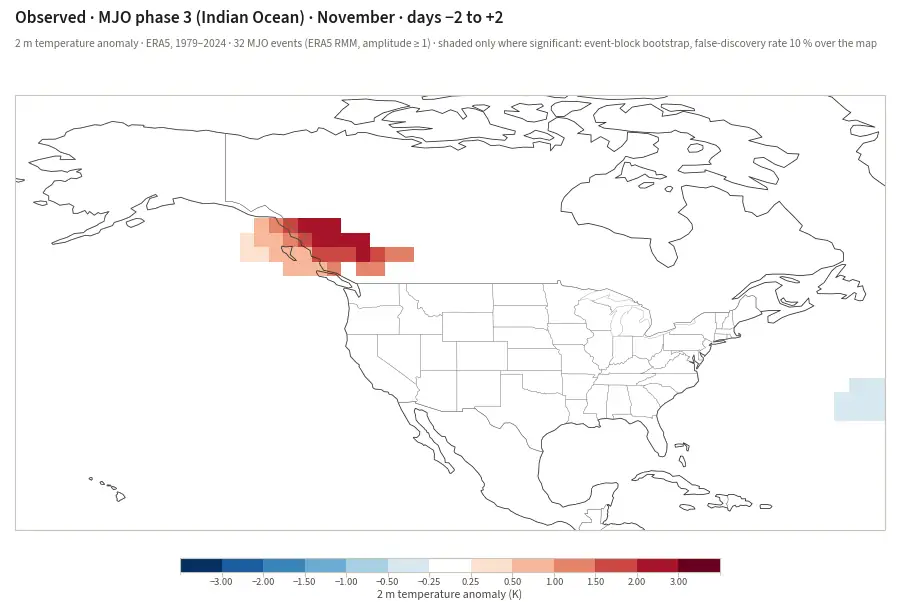 Observed · MJO phase 3 (Indian Ocean) · November · days −2 to +2
2 m temperature anomaly · ERA5, 1979–2024 · 32 MJO events (ERA5 RMM, amplitude ≥ 1) · shaded only where significant: event-block bootstrap, false-discovery rate 10 % over the map
−3.00 −2.00 −1.50 −1.00 −0.50 −0.25 0.25 0.50 1.00 1.50 2.00 3.00
2 m temperature anomaly (K)